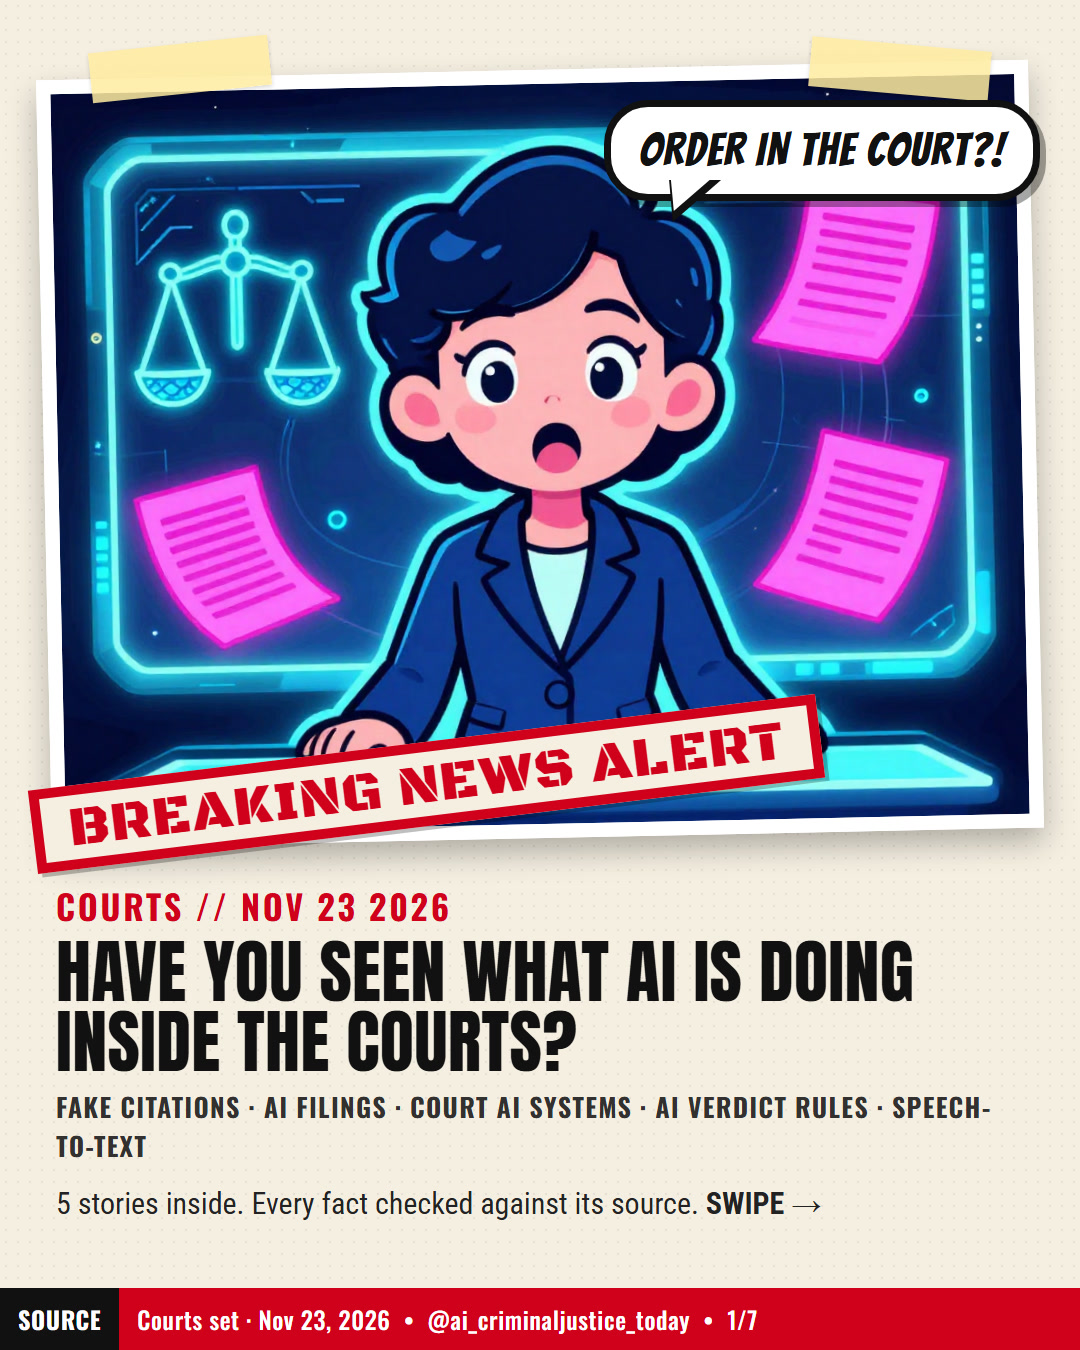 ORDER IN THE COURT?!
BREAKING NEWS ALERT
COURTS // NOV 23 2026
HAVE YOU SEEN WHAT AI IS DOING
INSIDE THE COURTS?
FAKE CITATIONS · AI FILINGS · COURT AI SYSTEMS · AI VERDICT RULES · SPEECH-
TO-TEXT
5 stories inside. Every fact checked against its source. SWIPE →
SOURCE Courts set · Nov 23, 2026 • @ai_criminaljustice_today • 1/7